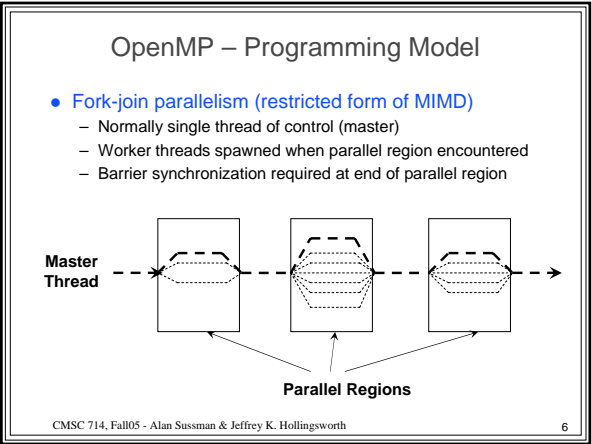 OpenMP – Programming Model
● Fork-join parallelism (restricted form of MIMD)
– Normally single thread of control (master)
– Worker threads spawned when parallel region encountered
– Barrier synchronization required at end of parallel region
Master
Thread
Parallel Regions
CMSC 714, Fall05 - Alan Sussman & Jeffrey K. Hollingsworth
6